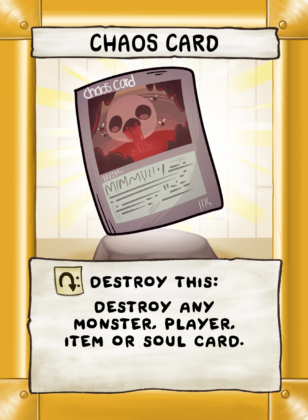 CHAOS CARD
chaos card
DESTROY THIS:
DESTROY ANY
MONSTER, PLAYER,
ITEM OR SOUL CARD.